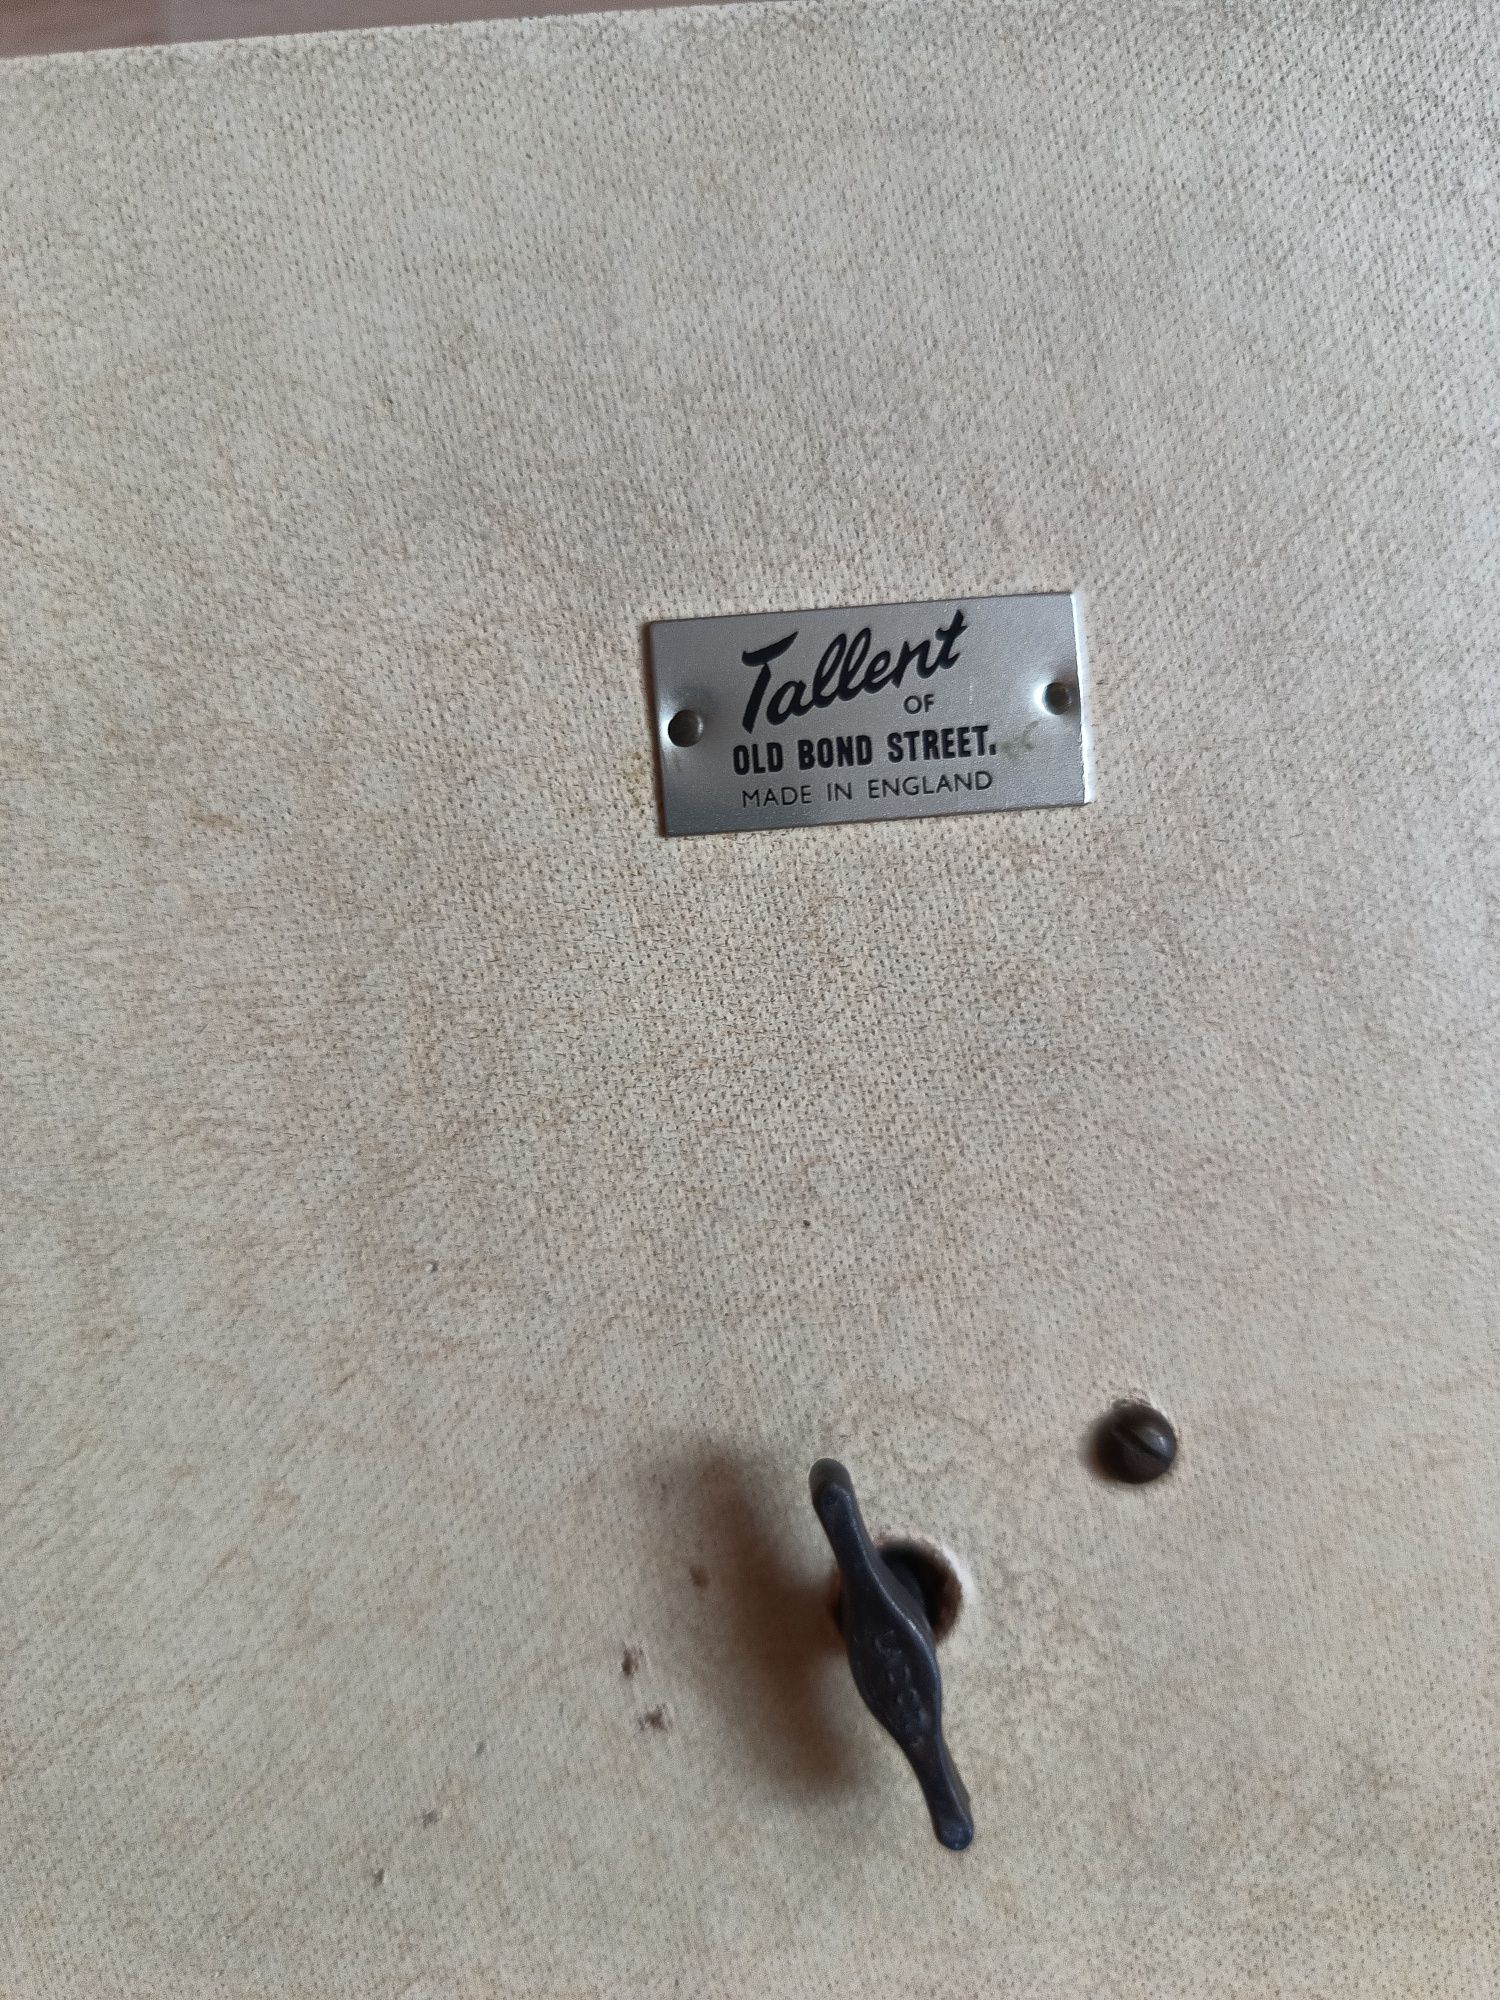 Tallent
OF
OLD BOND STREET.
MADE IN ENGLAND